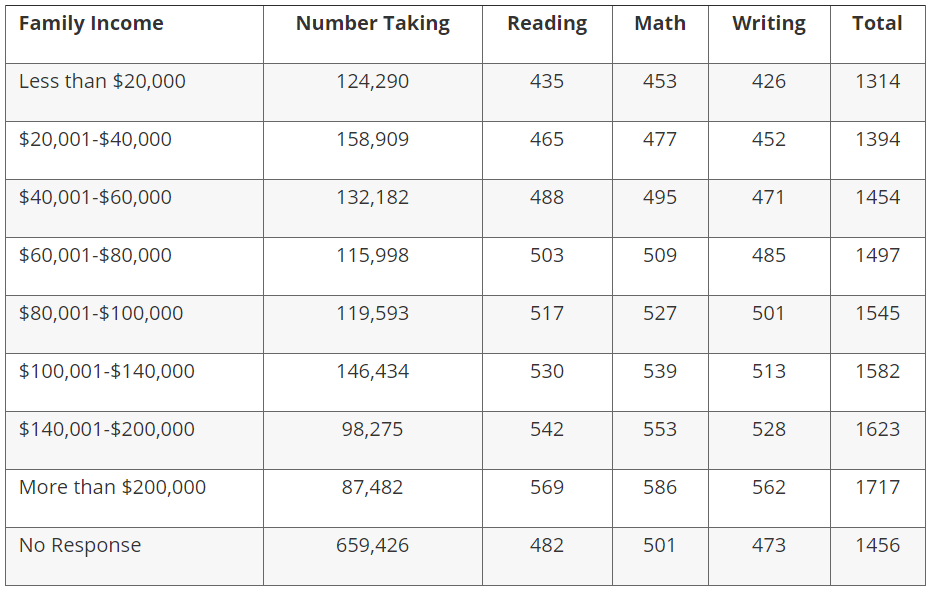 Family Income Number Taking Reading Math Writing Total
Less than $20,000 124,290 435 453 426 1314
$20,001-$40,000 158,909 465 477 452 1394
$40,001-$60,000 132,182 488 495 471 1454
$60,001-$80,000 115,998 503 509 485 1497
$80,001-$100,000 119,593 517 527 501 1545
$100,001-$140,000 146,434 530 539 513 1582
$140,001-$200,000 98,275 542 553 528 1623
More than $200,000 87,482 569 586 562 1717
No Response 659,426 482 501 473 1456